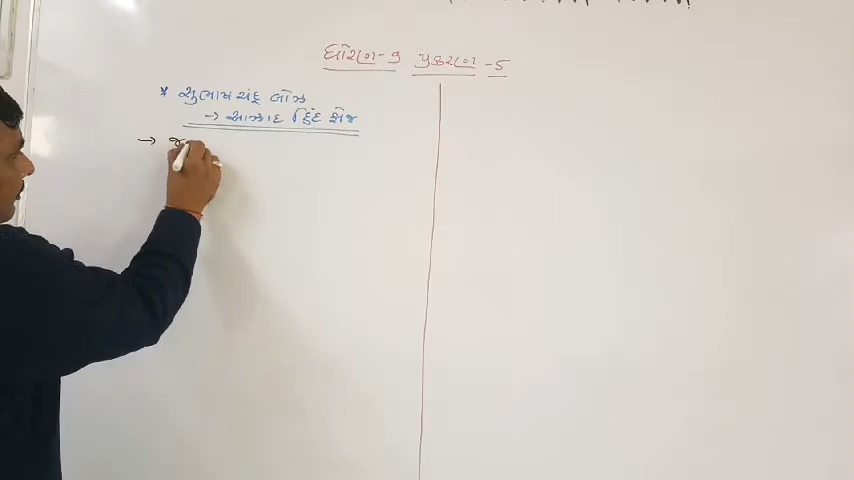 ધોરણ-9 પ્રકરણ-5
* સુભાષચંદ્ર બોઝ
→ આઝાદ હિંદ ફોજ
→ જ